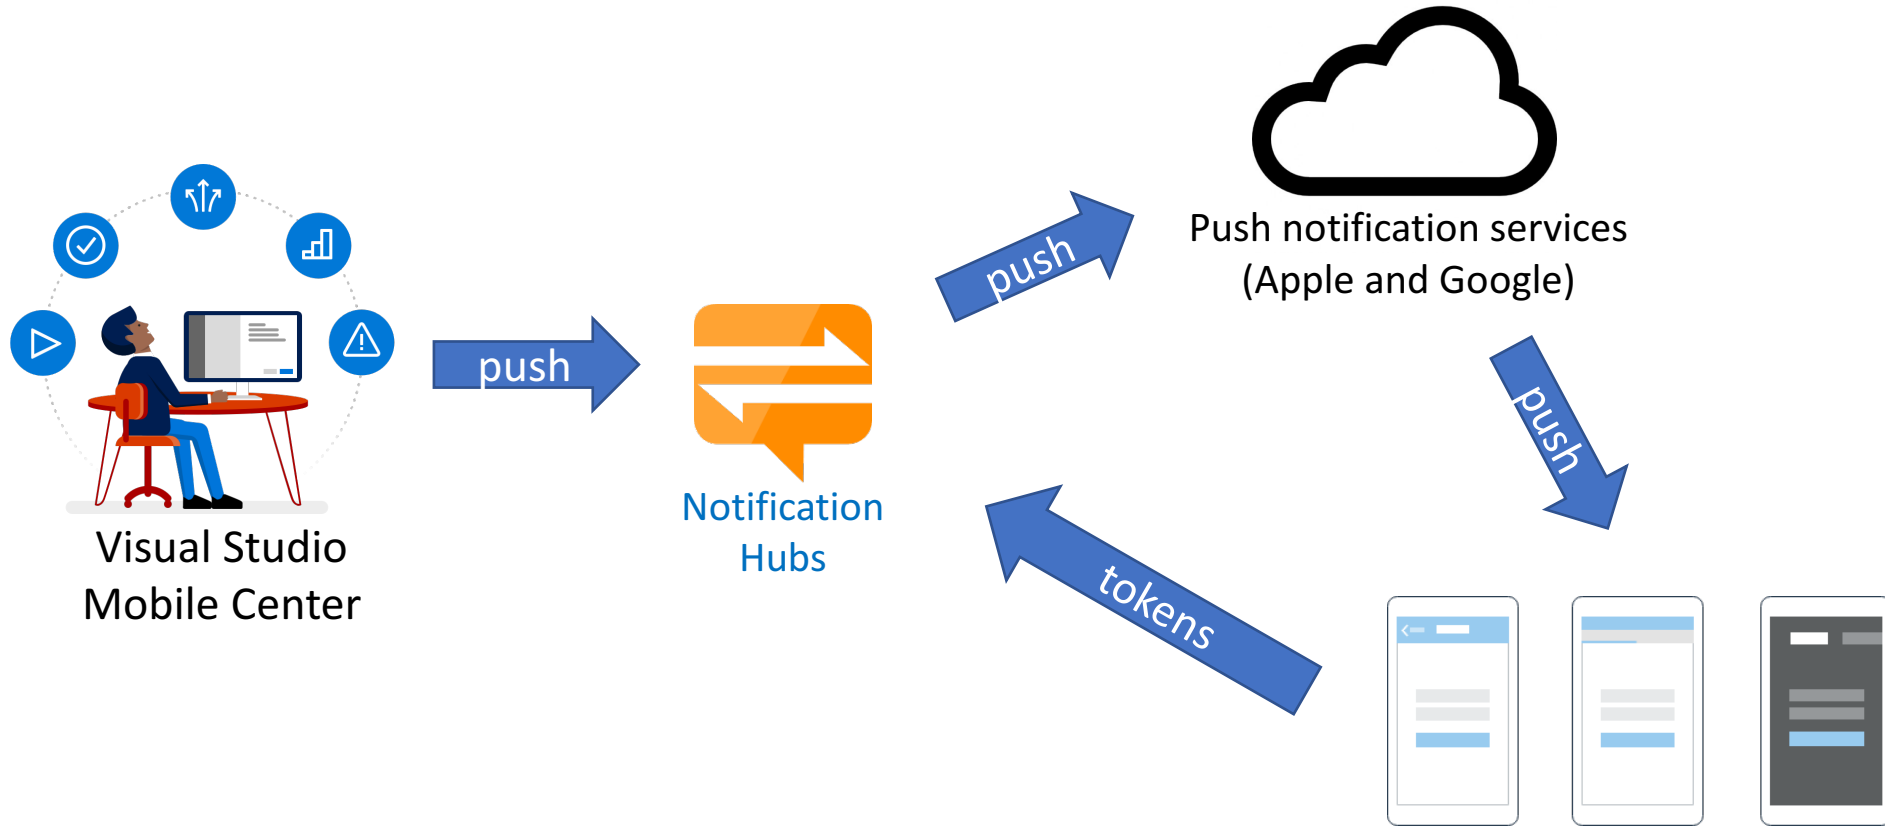 Push notification services
(Apple and Google)
push
push
push
Notification
Hubs
Visual Studio
Mobile Center
tokens